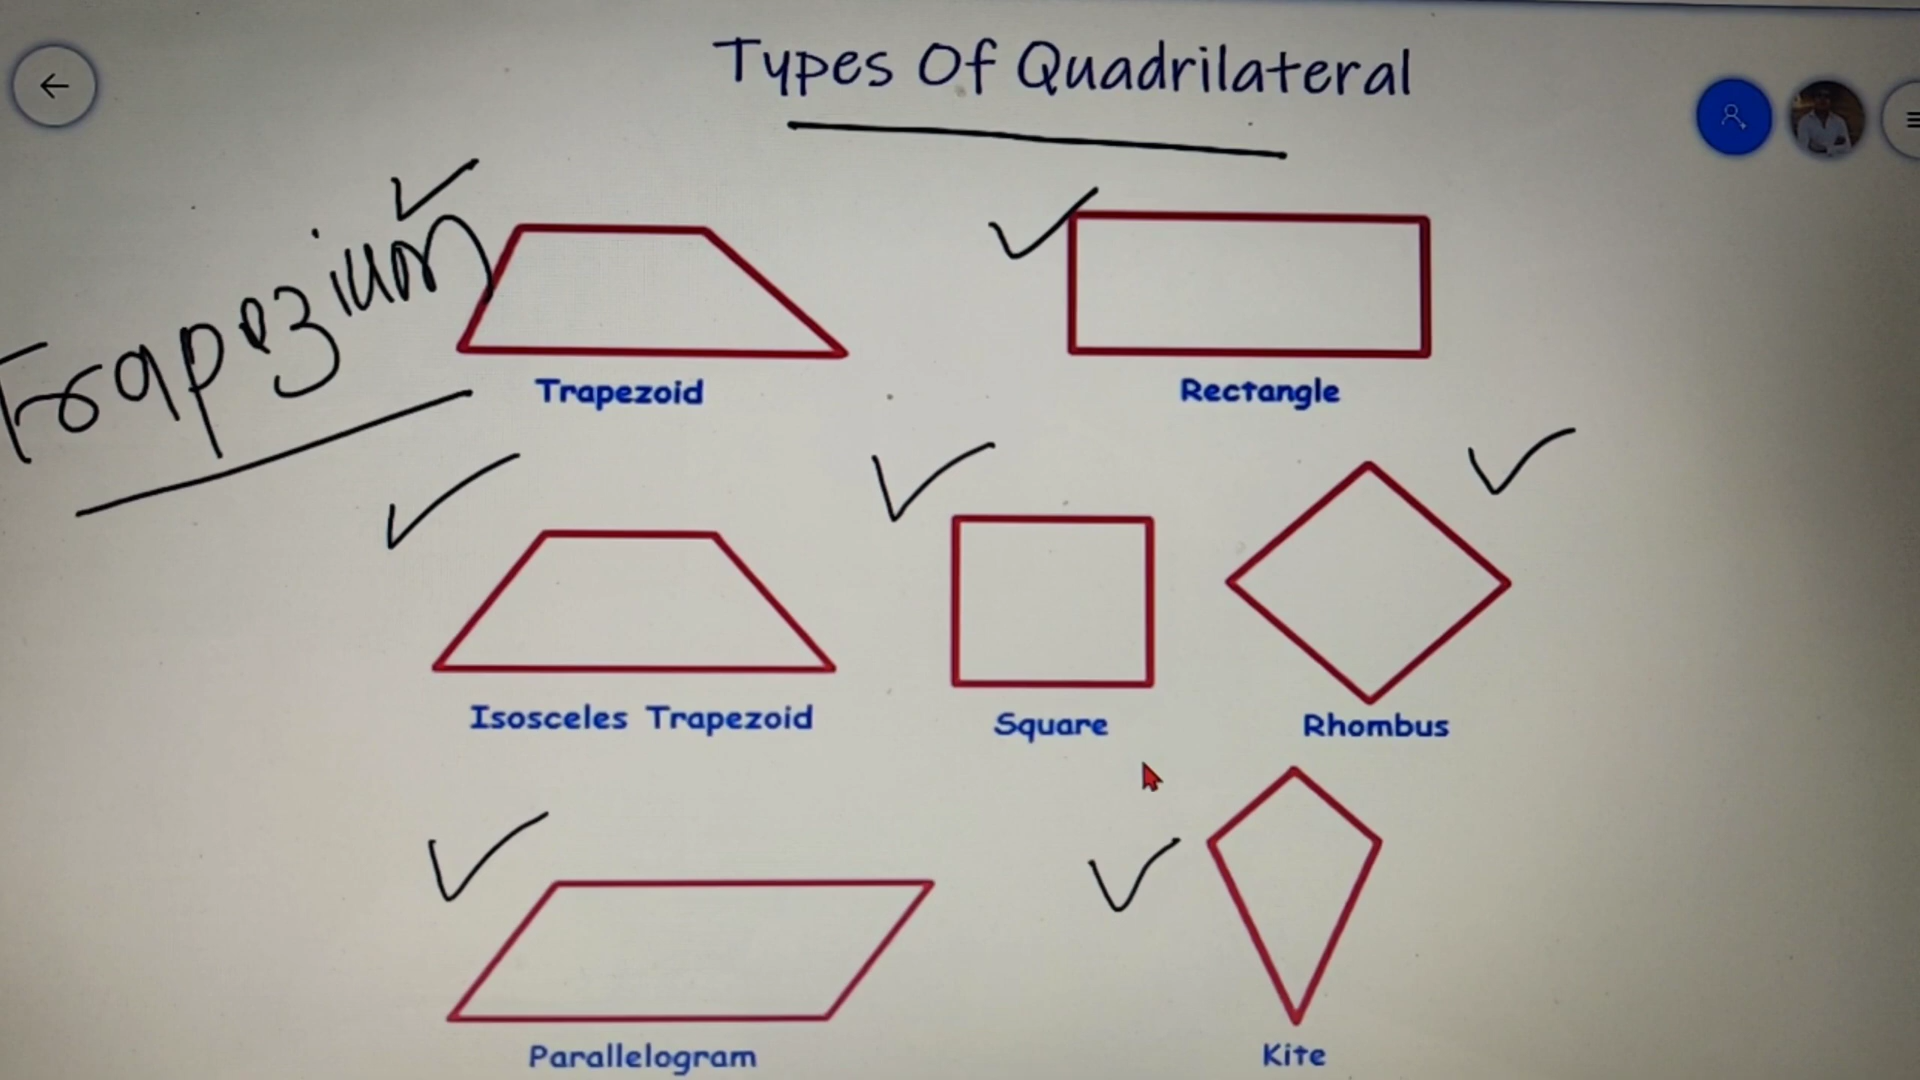 Types Of Quadrilateral
Trapezium
Trapezoid
Rectangle
Isosceles Trapezoid
Square
Rhombus
Parallelogram
Kite